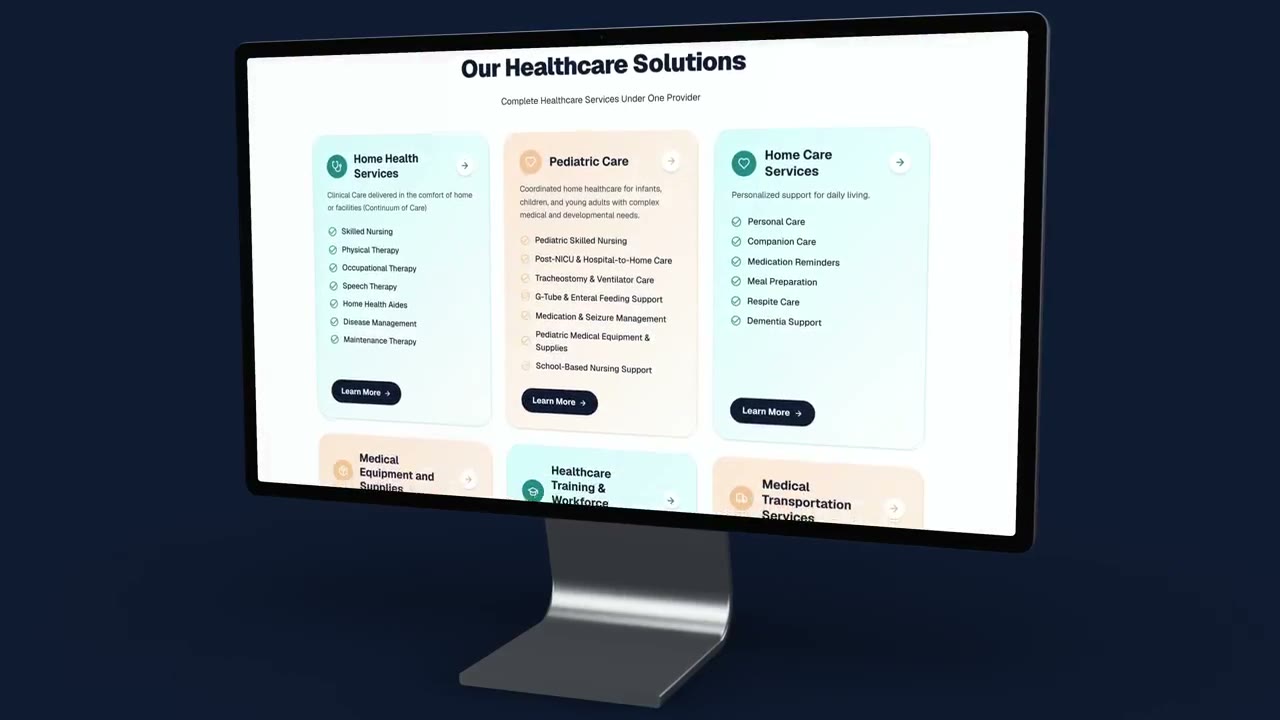 Our Healthcare Solutions
Complete Healthcare Services Under One Provider
Home Health
Services
Clinical Care delivered in the comfort of home
or facilities (Continuum of Care)
Skilled Nursing
Physical Therapy
Occupational Therapy
Speech Therapy
Home Health Aides
Disease Management
Maintenance Therapy
Learn More →
Pediatric Care
Coordinated home healthcare for infants,
children, and young adults with complex
medical and developmental needs.
Pediatric Skilled Nursing
Post-NICU & Hospital-to-Home Care
Tracheostomy & Ventilator Care
G-Tube & Enteral Feeding Support
Medication & Seizure Management
Pediatric Medical Equipment &
Supplies
School-Based Nursing Support
Learn More →
Home Care
Services
Personalized support for daily living.
Personal Care
Companion Care
Medication Reminders
Meal Preparation
Respite Care
Dementia Support
Learn More →
Medical
Equipment and
Supplies
Healthcare
Training &
Workforce
Medical
Transportation
Services